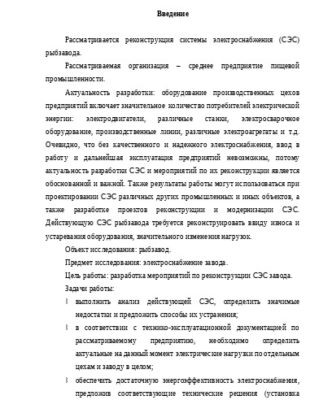 Введение
Рассматривается реконструкция системы электроснабжения (СЭС)
рыбзавода.
Рассматриваемая организация – среднее предприятие пищевой
промышленности.
Актуальность разработки: оборудование производственных цехов
предприятий включает значительное количество потребителей электрической
энергии: электродвигатели, различные станки, электросварочное
оборудование, производственные линии, различные электроагрегаты и т.д.
Очевидно, что без качественного и надежного электроснабжения, ввод в
работу и дальнейшая эксплуатация предприятий невозможны, потому
актуальность разработки СЭС и мероприятий по их реконструкции является
обоснованной и важной. Также результаты работы могут использоваться при
проектировании СЭС различных других промышленных и иных объектов, а
также разработке проектов реконструкции и модернизации СЭС.
Действующую СЭС рыбзавода требуется реконструировать ввиду износа и
устаревания оборудования, значительного изменения нагрузок.
Объект исследования: рыбзавод.
Предмет исследования: электроснабжение завода.
Цель работы: разработка мероприятий по реконструкции СЭС завода.
Задачи работы:
выполнить анализ действующей СЭС, определить значимые
недостатки и предложить способы их устранения;
в соответствии с технико-эксплуатационной документацией по
рассматриваемому предприятию, необходимо определить
актуальные на данный момент электрические нагрузки по отдельным
цехам и заводу в целом;
обеспечить достаточную энергоэффективность электроснабжения,
предложив соответствующие технические решения (установка